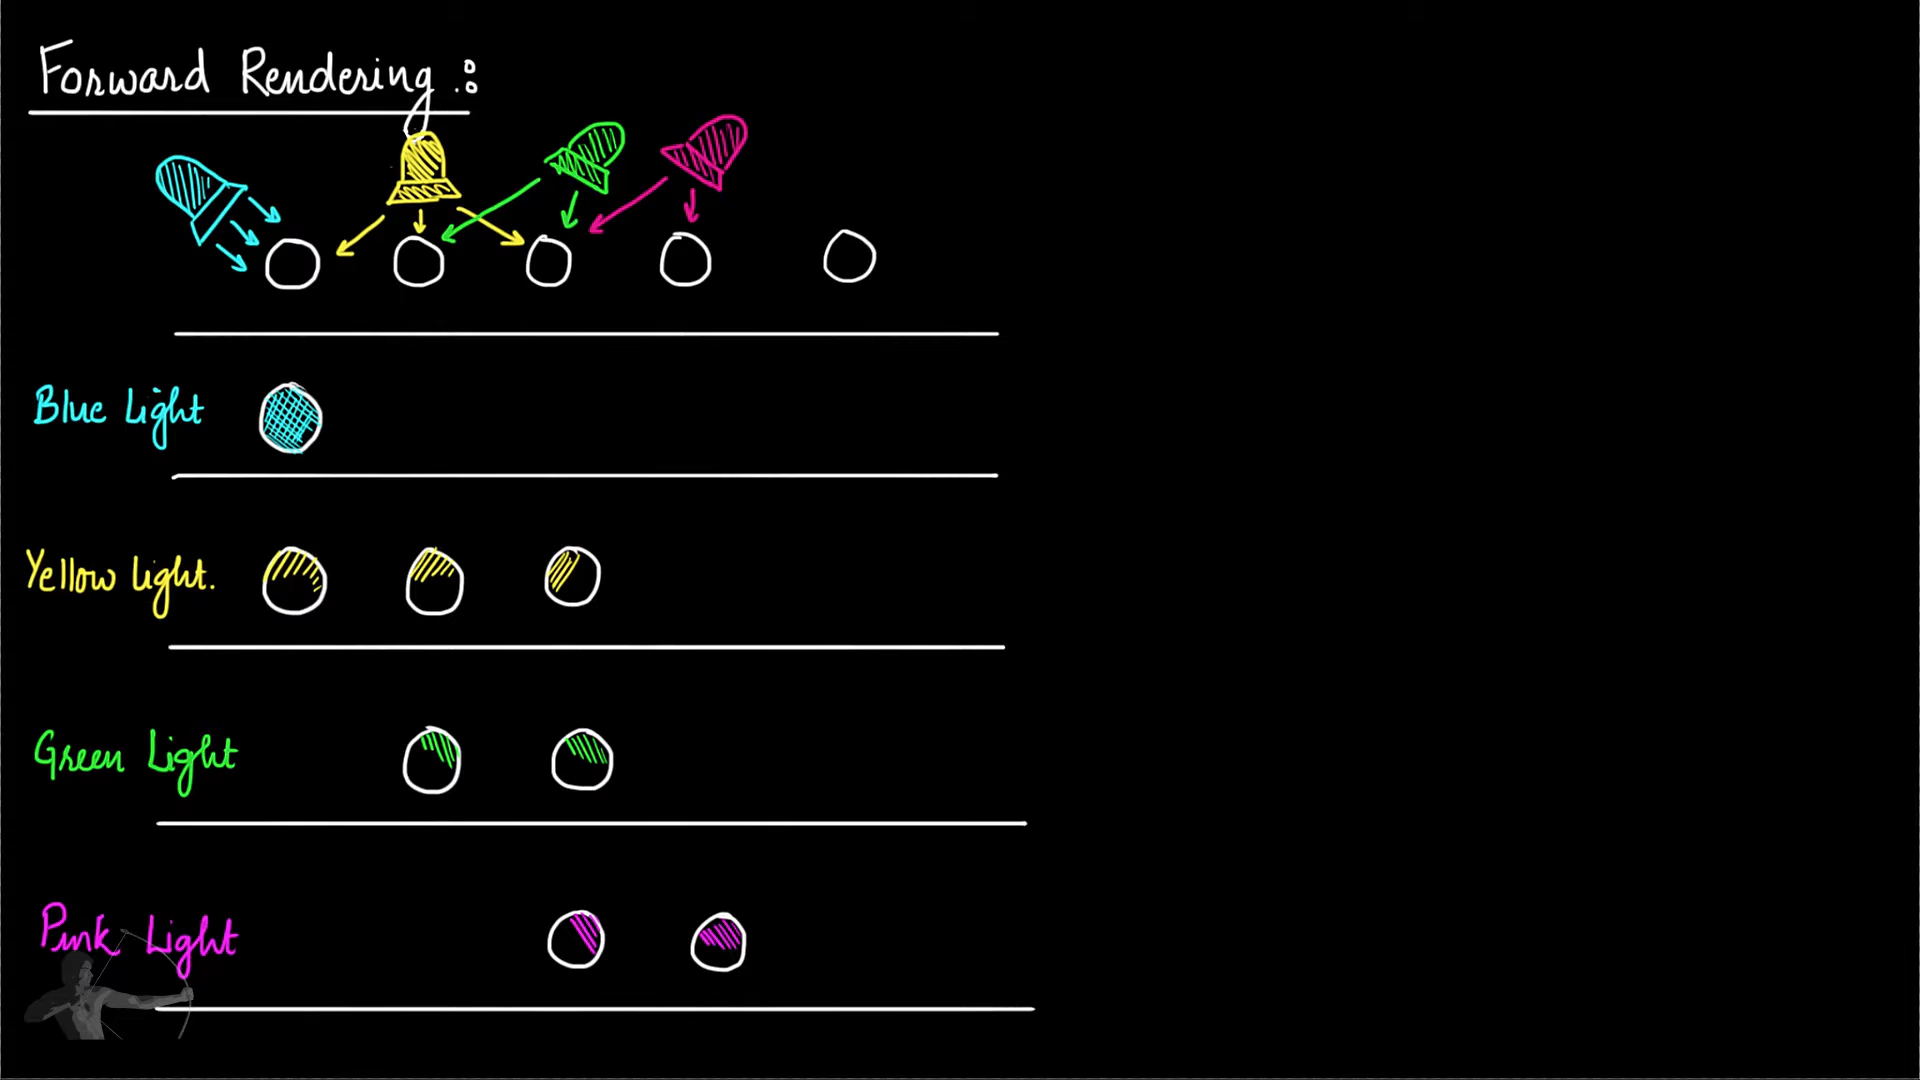 Forward Rendering :
Blue Light
Yellow Light.
Green Light
Pink Light